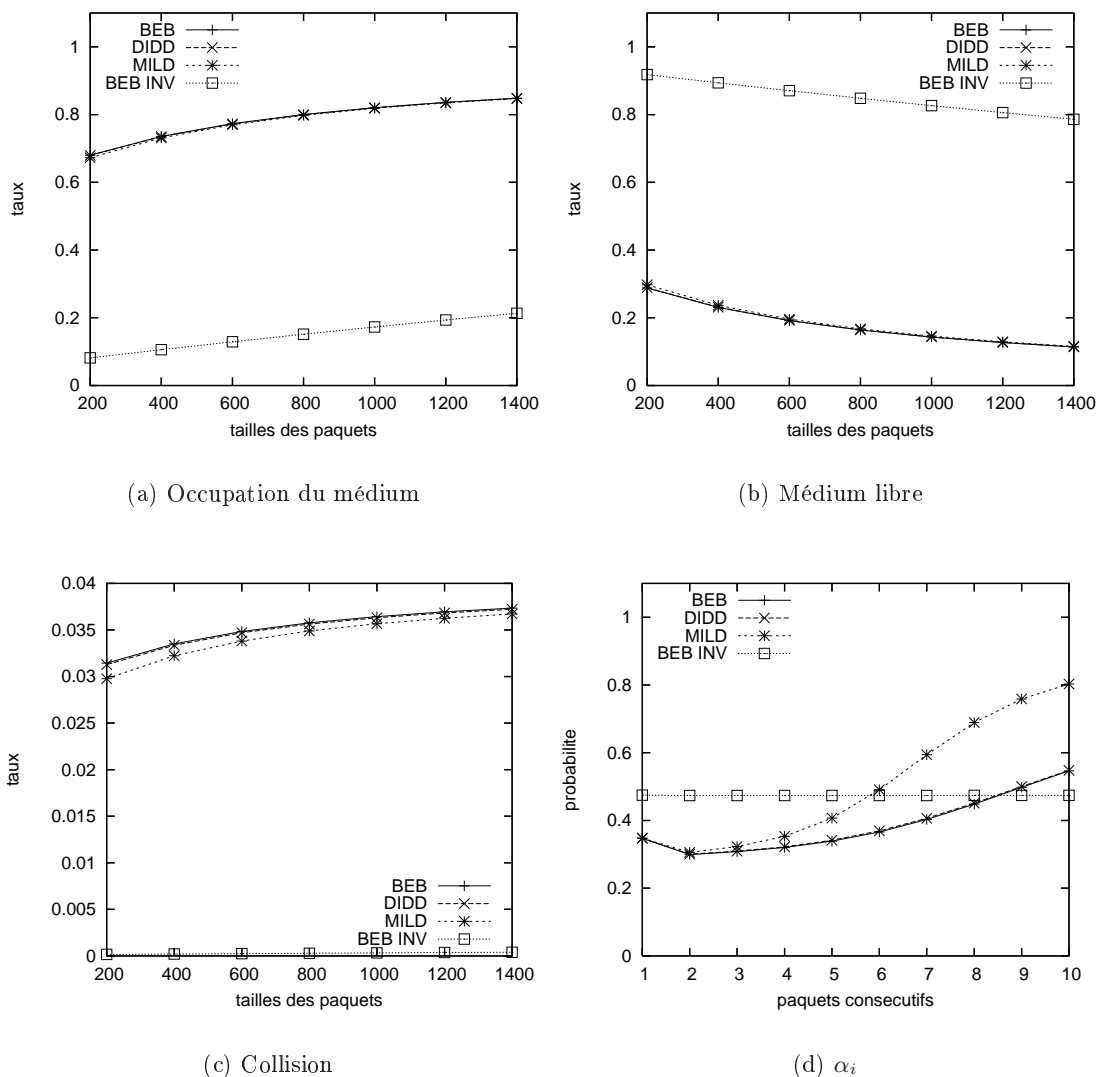 BEB
DIDD
MILD
BEB INV
1
0.8
0.6
0.4
0.2
0
200 400 600 800 1000 1200 1400
taux
tailles des paquets
(a) Occupation du médium
BEB
DIDD
MILD
BEB INV
1
0.8
0.6
0.4
0.2
0
200 400 600 800 1000 1200 1400
taux
tailles des paquets
(b) Médium libre
0.04
0.035
0.03
0.025
0.02
0.015
0.01
0.005
0
BEB
DIDD
MILD
BEB INV
200 400 600 800 1000 1200 1400
taux
tailles des paquets
(c) Collision
BEB
DIDD
MILD
BEB INV
1
0.8
0.6
0.4
0.2
0
1 2 3 4 5 6 7 8 9 10
probabilite
paquets consecutifs
(d) αi